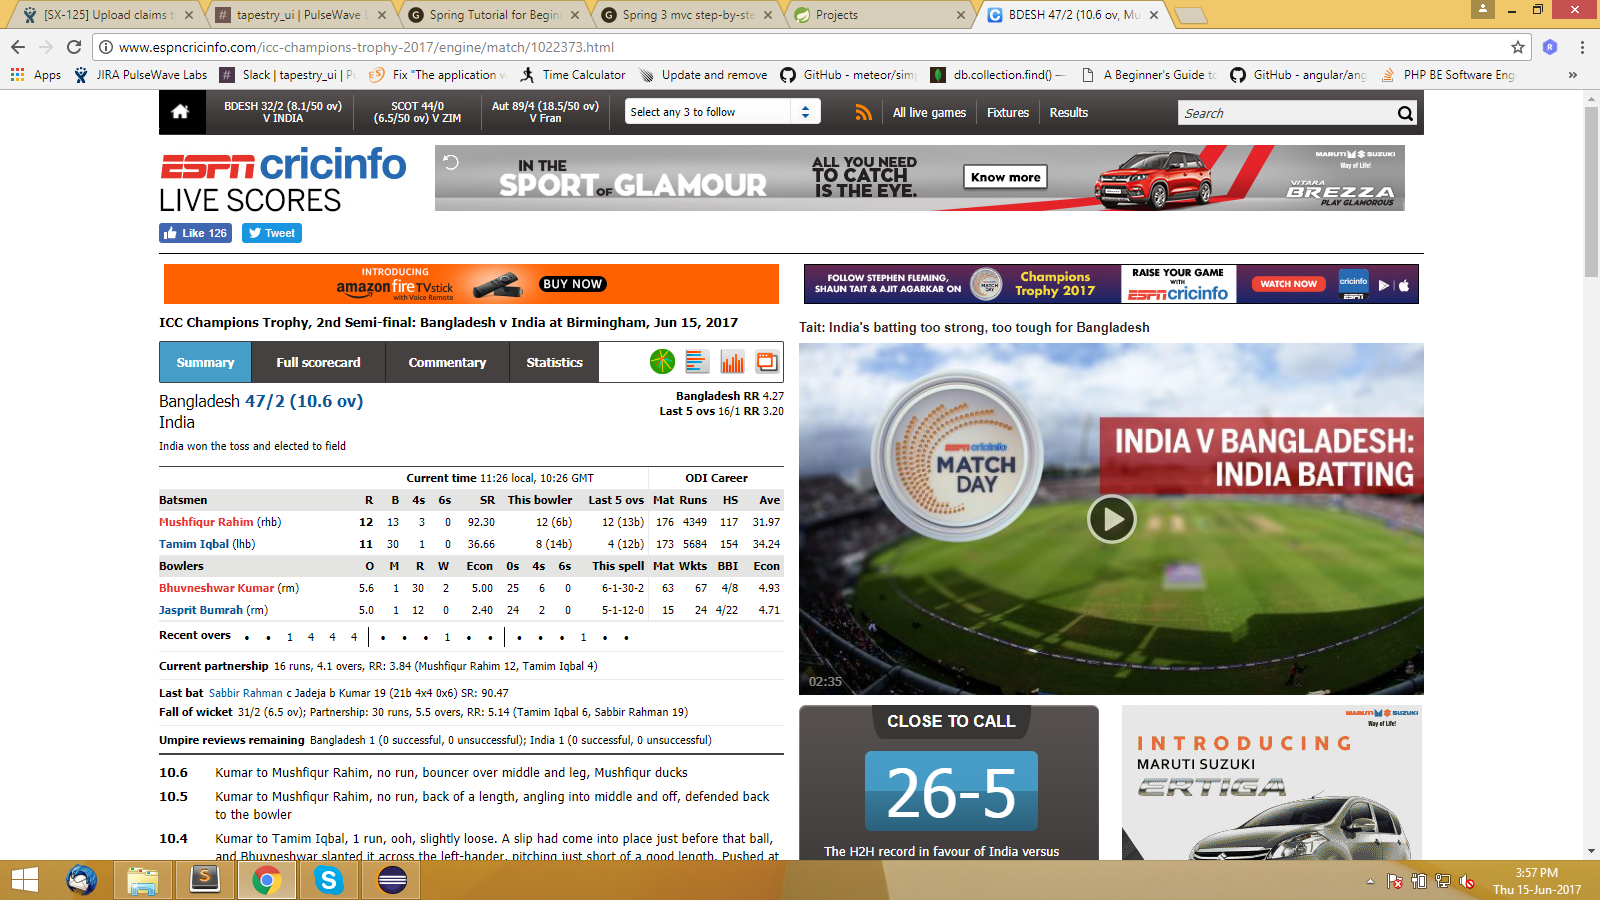 [SX-125] Upload claims t
tapestry_ui | PulseWave L
Spring Tutorial for Begin
Spring 3 mvc step-by-ste
Projects
BDESH 47/2 (10.6 ov, Mu
www.espncricinfo.com/icc-champions-trophy-2017/engine/match/1022373.html
Apps
JIRA PulseWave Labs
Slack | tapestry_ui | P
Fix "The application w
Time Calculator
Update and remove
GitHub - meteor/sim
db.collection.find() —
A Beginner's Guide to
GitHub - angular/ang
PHP BE Software Eng
»
BDESH 32/2 (8.1/50 ov)
V INDIA
SCOT 44/0
(6.5/50 ov) V ZIM
Aut 89/4 (18.5/50 ov)
V Fran
Select any 3 to follow
All live games
Fixtures
Results
Search
ESPN cricinfo
LIVE SCORES
IN THE
SPORT OF GLAMOUR
ALL YOU NEED
TO CATCH
IS THE EYE.
Know more
MARUTI SUZUKI
Way of Life!
VITARA
BREZZA
PLAY GLAMOROUS
Like 126
Tweet
INTRODUCING
amazon fireTVstick
with Voice Remote
BUY NOW
FOLLOW STEPHEN FLEMING,
SHAUN TAIT & AJIT AGARKAR ON
MATCH
DAY
Champions
Trophy 2017
RAISE YOUR GAME
WITH
ESPN cricinfo
WATCH NOW
cricinfo
ESPN
ICC Champions Trophy, 2nd Semi-final: Bangladesh v India at Birmingham, Jun 15, 2017
Summary
Full scorecard
Commentary
Statistics
Bangladesh 47/2 (10.6 ov)
India
India won the toss and elected to field
Bangladesh RR 4.27
Last 5 ovs 16/1 RR 3.20
Current time 11:26 local, 10:26 GMT ODI Career
Batsmen R B 4s 6s SR This bowler Last 5 ovs Mat Runs HS Ave
Mushfiqur Rahim (rhb) 12 13 3 0 92.30 12 (6b) 12 (13b) 176 4349 117 31.97
Tamim Iqbal (lhb) 11 30 1 0 36.66 8 (14b) 4 (12b) 173 5684 154 34.24
Bowlers O M R W Econ 0s 4s 6s This spell Mat Wkts BBI Econ
Bhuvneshwar Kumar (rm) 5.6 1 30 2 5.00 25 6 0 6-1-30-2 63 67 4/8 4.93
Jasprit Bumrah (rm) 5.0 1 12 0 2.40 24 2 0 5-1-12-0 15 24 4/22 4.71
Recent overs • • 1 4 4 4 | • • • 1 • • | • • • 1 • •
Current partnership 16 runs, 4.1 overs, RR: 3.84 (Mushfiqur Rahim 12, Tamim Iqbal 4)
Last bat Sabbir Rahman c Jadeja b Kumar 19 (21b 4x4 0x6) SR: 90.47
Fall of wicket 31/2 (6.5 ov); Partnership: 30 runs, 5.5 overs, RR: 5.14 (Tamim Iqbal 6, Sabbir Rahman 19)
Umpire reviews remaining Bangladesh 1 (0 successful, 0 unsuccessful); India 1 (0 successful, 0 unsuccessful)
10.6 Kumar to Mushfiqur Rahim, no run, bouncer over middle and leg, Mushfiqur ducks
10.5 Kumar to Mushfiqur Rahim, no run, back of a length, angling into middle and off, defended back
to the bowler
10.4 Kumar to Tamim Iqbal, 1 run, ooh, slightly loose. A slip had come into place just before that ball,
and Bhuvneshwar slanted it across the left-hander, pitching just short of a good length. Pushed at
Tait: India's batting too strong, too tough for Bangladesh
ESPN cricinfo
MATCH
DAY
INDIA V BANGLADESH:
INDIA BATTING
02:35
CLOSE TO CALL
26-5
The H2H record in favour of India versus
MARUTI SUZUKI
Way of Life!
INTRODUCING
MARUTI SUZUKI
ERTIGA
3:57 PM
Thu 15-Jun-2017